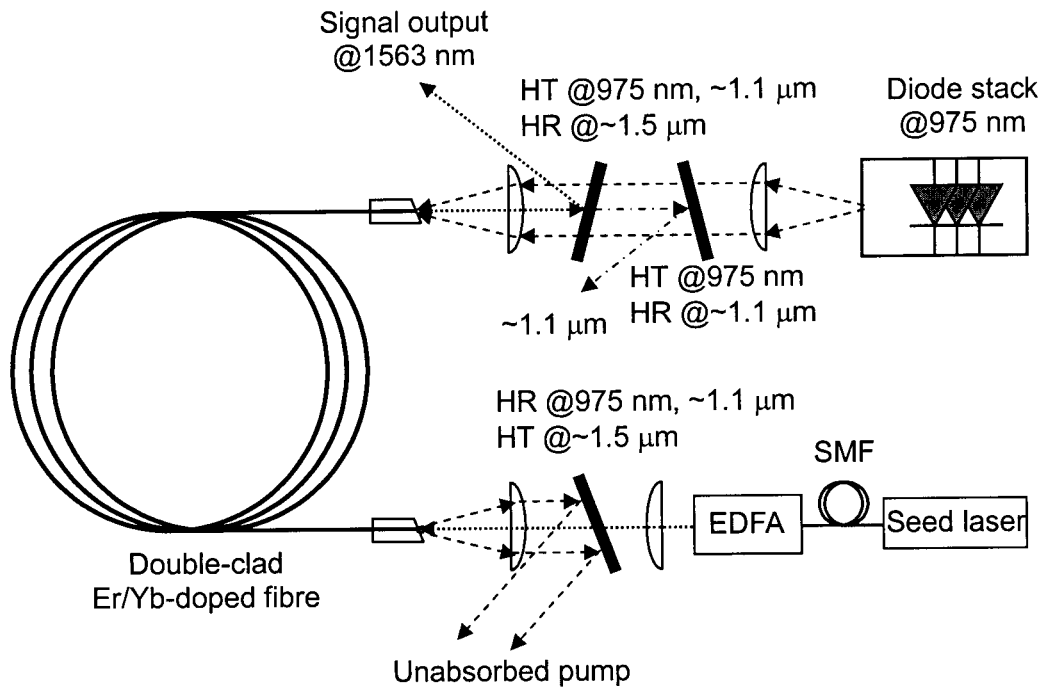 Signal output
@1563 nm
HT @975 nm, ~1.1 μm
HR @~1.5 μm
Diode stack
@975 nm
HT @975 nm
HR @~1.1 μm
~1.1 μm
HR @975 nm, ~1.1 μm
HT @~1.5 μm
SMF
EDFA
Seed laser
Double-clad
Er/Yb-doped fibre
Unabsorbed pump